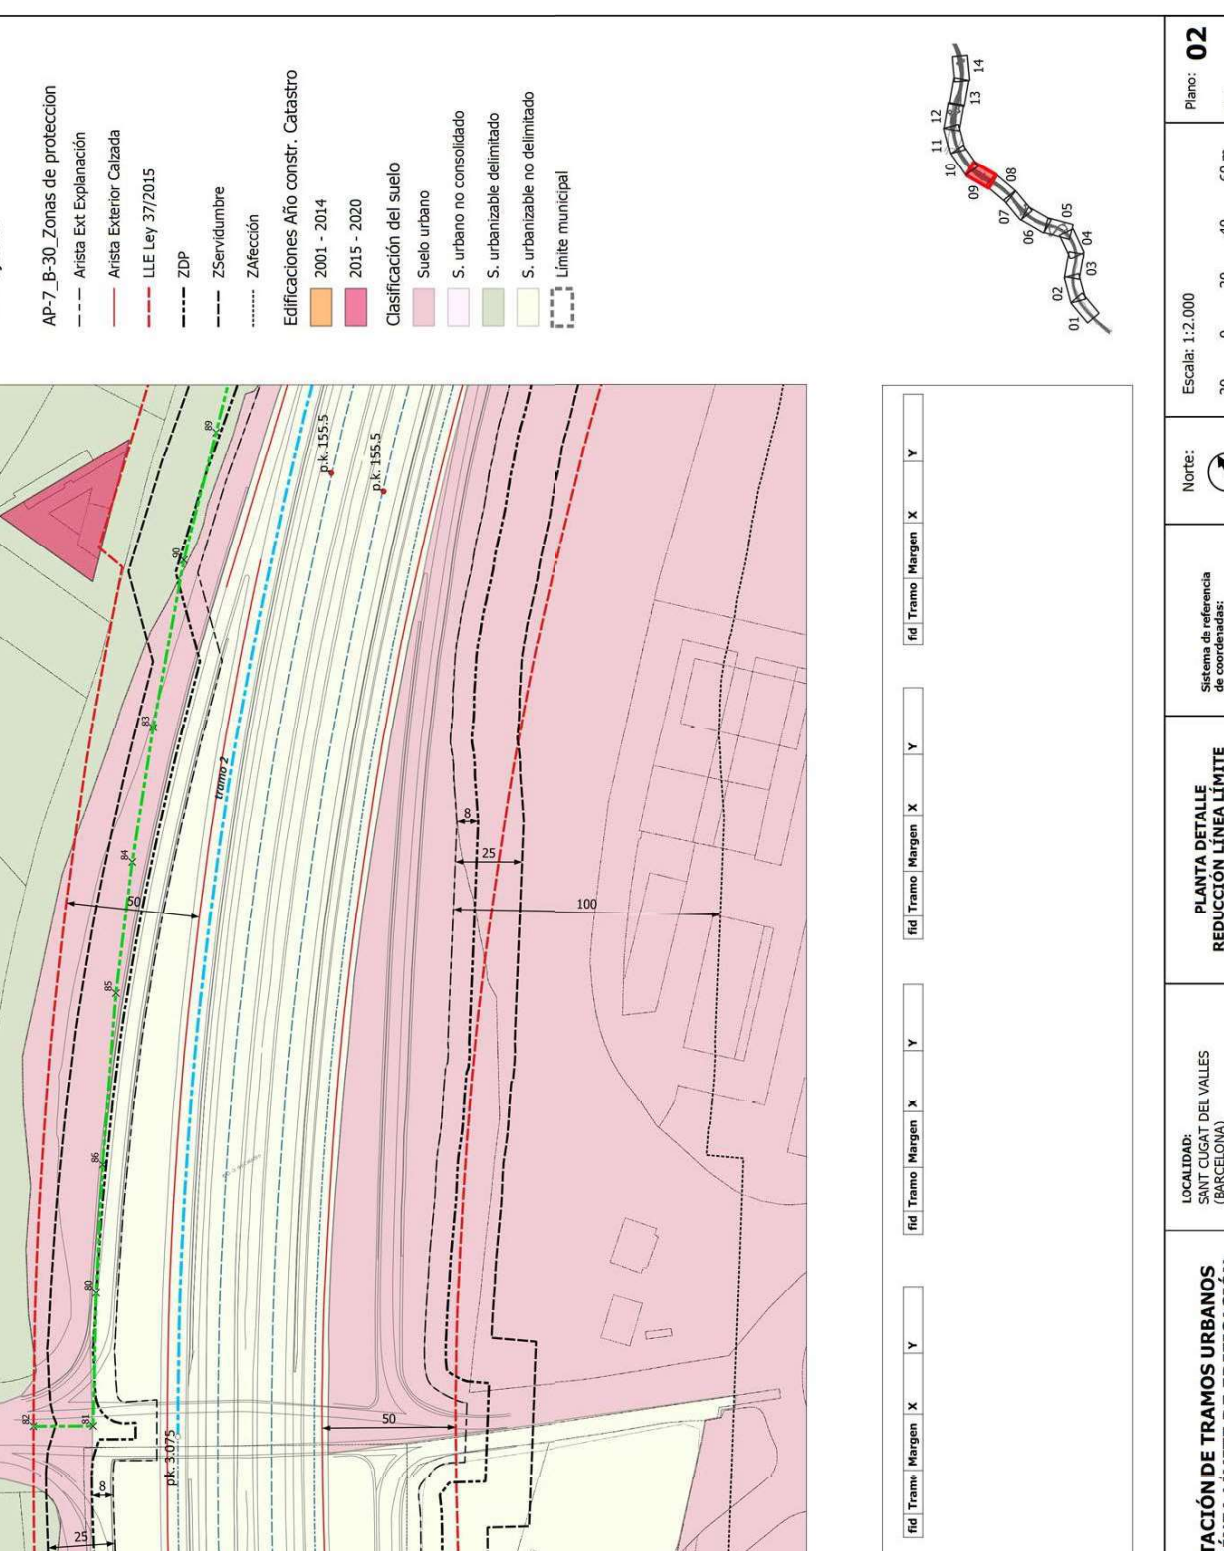 AP-7_B-30_Zonas de proteccion
Arista Ext Explanación
Arista Exterior Calzada
LLE Ley 37/2015
ZDP
ZServidumbre
ZAfección
Edificaciones Año constr. Catastro
2001 - 2014
2015 - 2020
Clasificación del suelo
Suelo urbano
S. urbano no consolidado
S. urbanizable delimitado
S. urbanizable no delimitado
Límite municipal
01
02
03
04
05
06
07
08
09
10
11
12
13
14
89
90
83
84
85
86
80
81
82
p.k. 155.5
p.k. 155.5
tramo 2
pk. 3.075
50
8
25
100
50
8
25
fid Tramo Margen X Y
fid Tramo Margen X Y
fid Tramo Margen X Y
fid Margen X Y
Plano: 02
Escala: 1:2.000
Norte:
Sistema de referencia
de coordenadas:
PLANTA DETALLE
REDUCCIÓN LÍNEA LÍMITE
LOCALIDAD:
SANT CUGAT DEL VALLES
(BARCELONA)
TACIÓN DE TRAMOS URBANOS